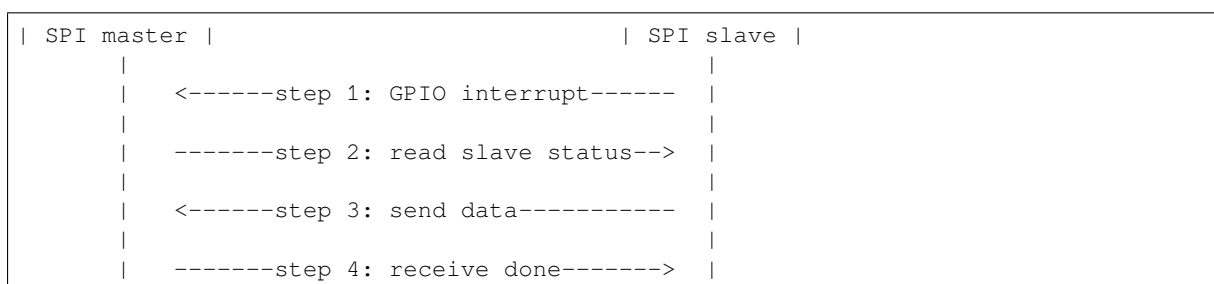 | SPI master |                                 | SPI slave |
       |                                               |
       |   <------step 1: GPIO interrupt------  |
       |                                               |
       |   -------step 2: read slave status-->  |
       |                                               |
       |   <------step 3: send data-----------  |
       |                                               |
       |   -------step 4: receive done------->  |